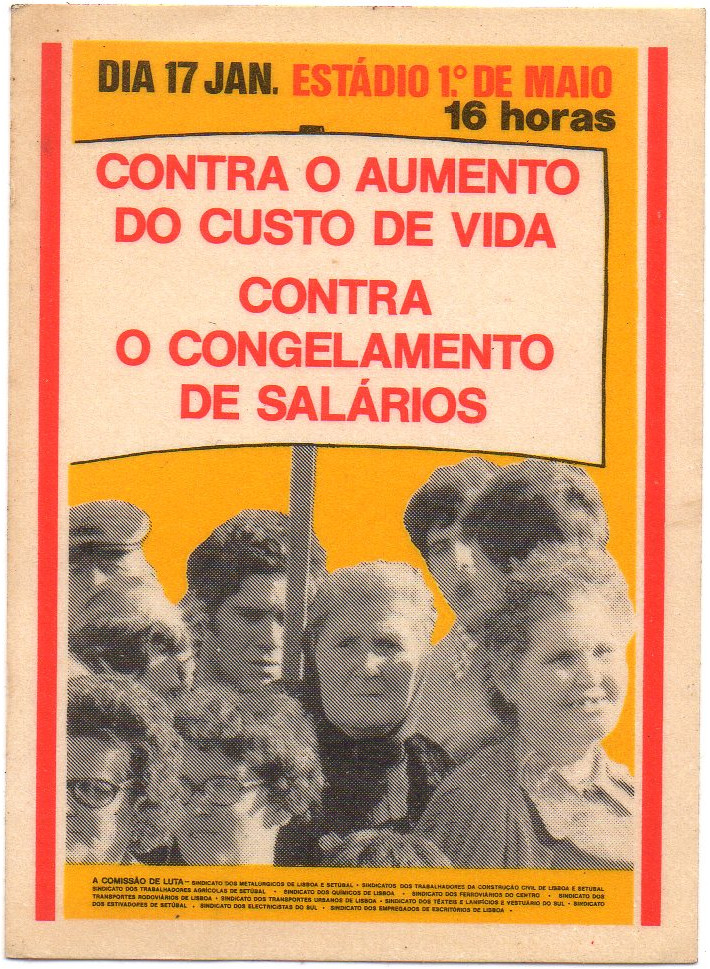 DIA 17 JAN. ESTÁDIO 1.º DE MAIO
16 horas
CONTRA O AUMENTO
DO CUSTO DE VIDA
CONTRA
O CONGELAMENTO
DE SALÁRIOS
A COMISSÃO DE LUTA — SINDICATO DOS METALÚRGICOS DE LISBOA E SETÚBAL • SINDICATOS DOS TRABALHADORES DA CONSTRUÇÃO CIVIL DE LISBOA E SETÚBAL
SINDICATO DOS TRABALHADORES AGRÍCOLAS DE SETÚBAL • SINDICATO DOS QUÍMICOS DE LISBOA • SINDICATO DOS FERROVIÁRIOS DO CENTRO • SINDICATO DOS
TRANSPORTES RODOVIÁRIOS DE LISBOA • SINDICATO DOS TRANSPORTES URBANOS DE LISBOA • SINDICATO DOS TÊXTEIS E LANIFÍCIOS E VESTUÁRIO DO SUL • SINDICATO
DOS ESTIVADORES DE SETÚBAL • SINDICATO DOS ELECTRICISTAS DO SUL • SINDICATO DOS EMPREGADOS DE ESCRITÓRIOS DE LISBOA •